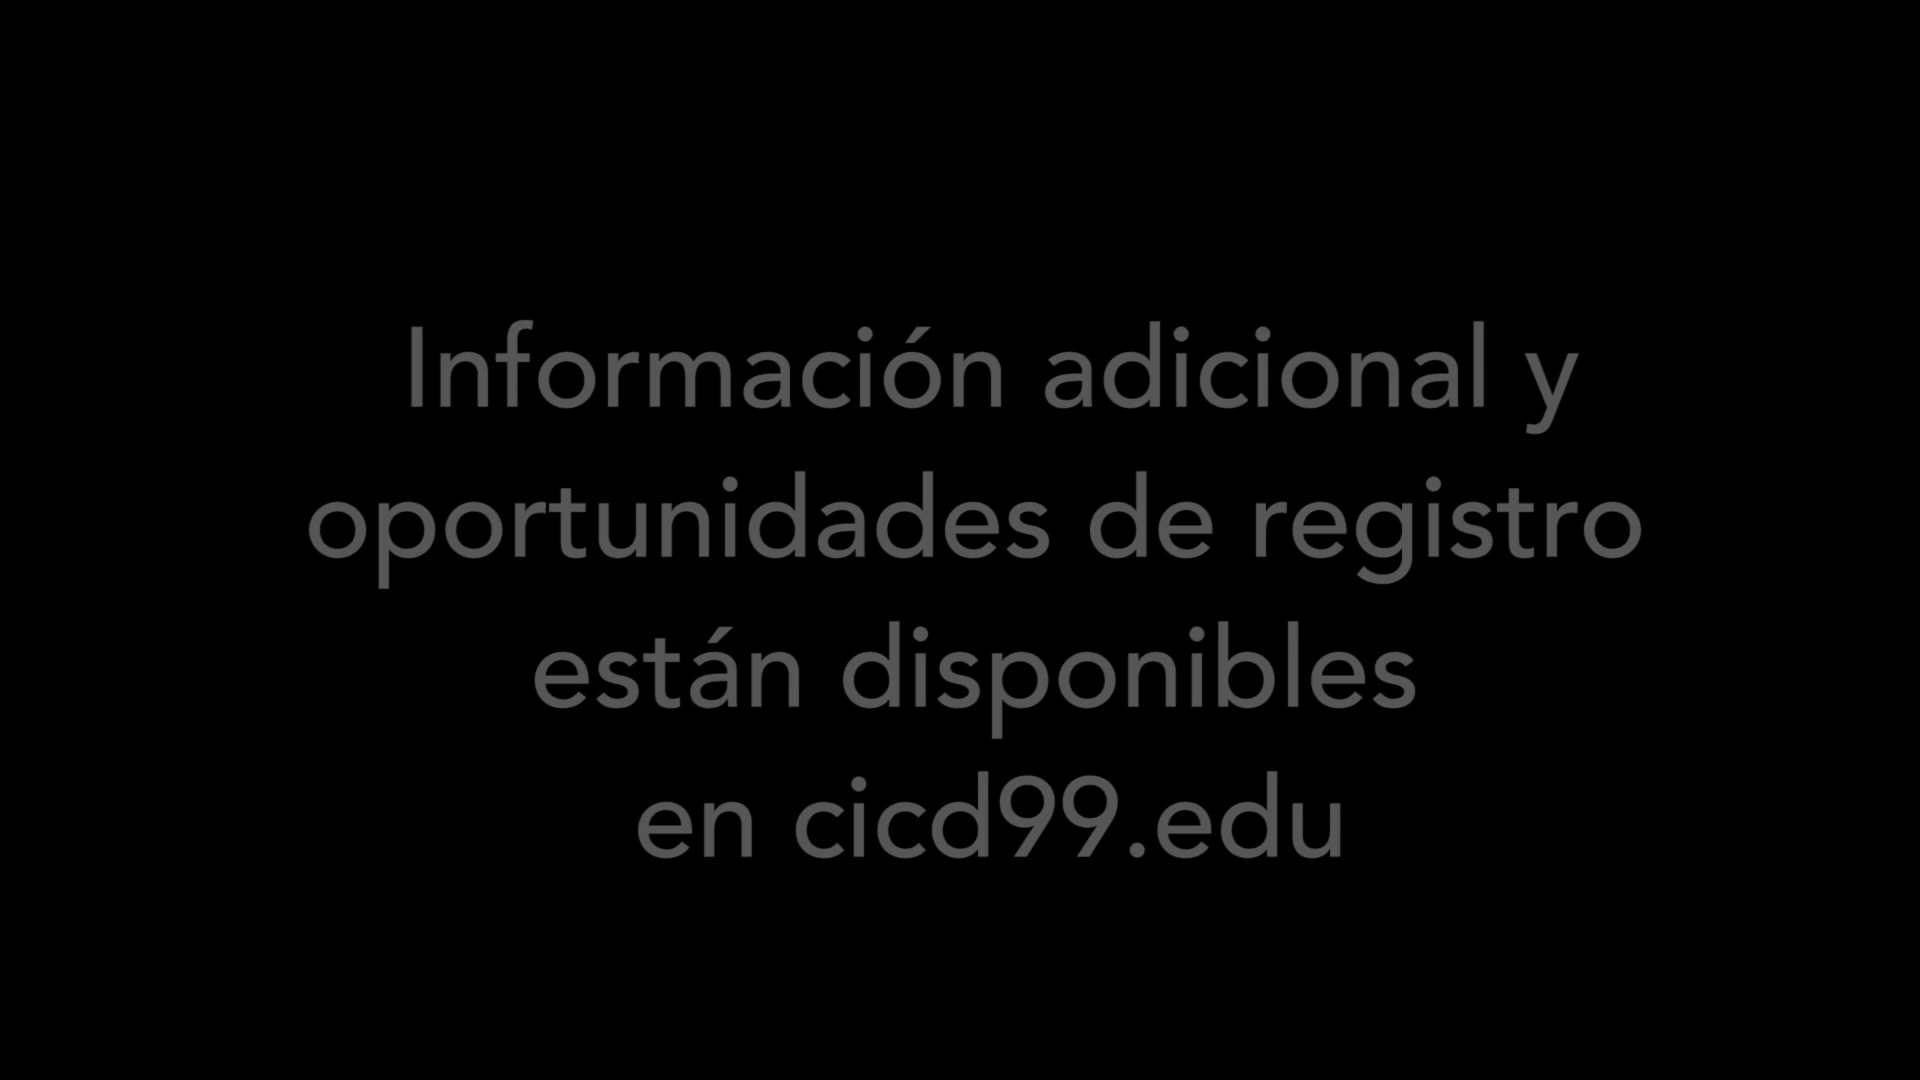 Información adicional y
oportunidades de registro
están disponibles
en cicd99.edu